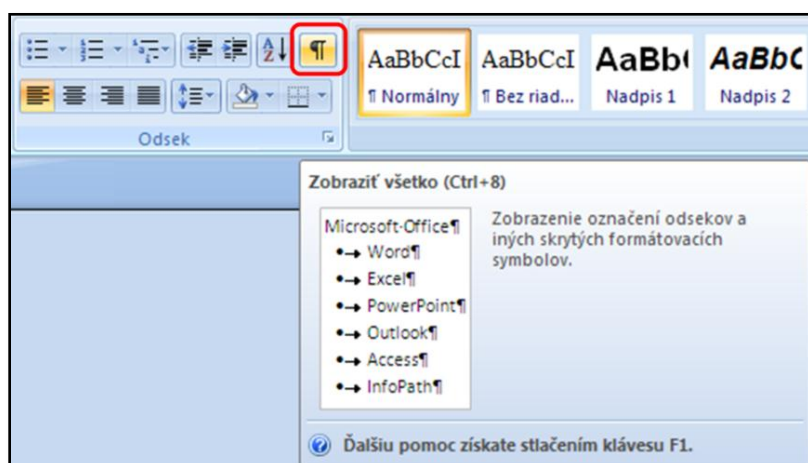 AaBbCcI AaBbCcI AaBb( AaBbC
¶ Normálny ¶ Bez riad... Nadpis 1 Nadpis 2
Odsek
Zobraziť všetko (Ctrl+8)
Microsoft·Office¶
•→ Word¶
•→ Excel¶
•→ PowerPoint¶
•→ Outlook¶
•→ Access¶
•→ InfoPath¶
Zobrazenie označení odsekov a
iných skrytých formátovacích
symbolov.
Ďalšiu pomoc získate stlačením klávesu F1.